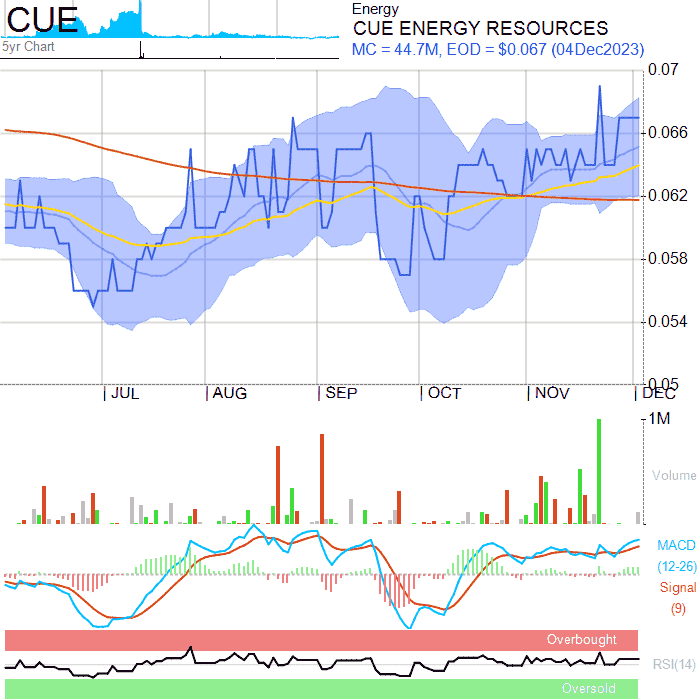 CUE
5yr Chart
Energy
CUE ENERGY RESOURCES
MC = 44.7M, EOD = $0.067 (04Dec2023)
0.07
0.066
0.062
0.058
0.054
0.05
JUL AUG SEP OCT NOV DEC
1M
Volume
MACD
(12-26)
Signal
(9)
Overbought
RSI(14)
Oversold